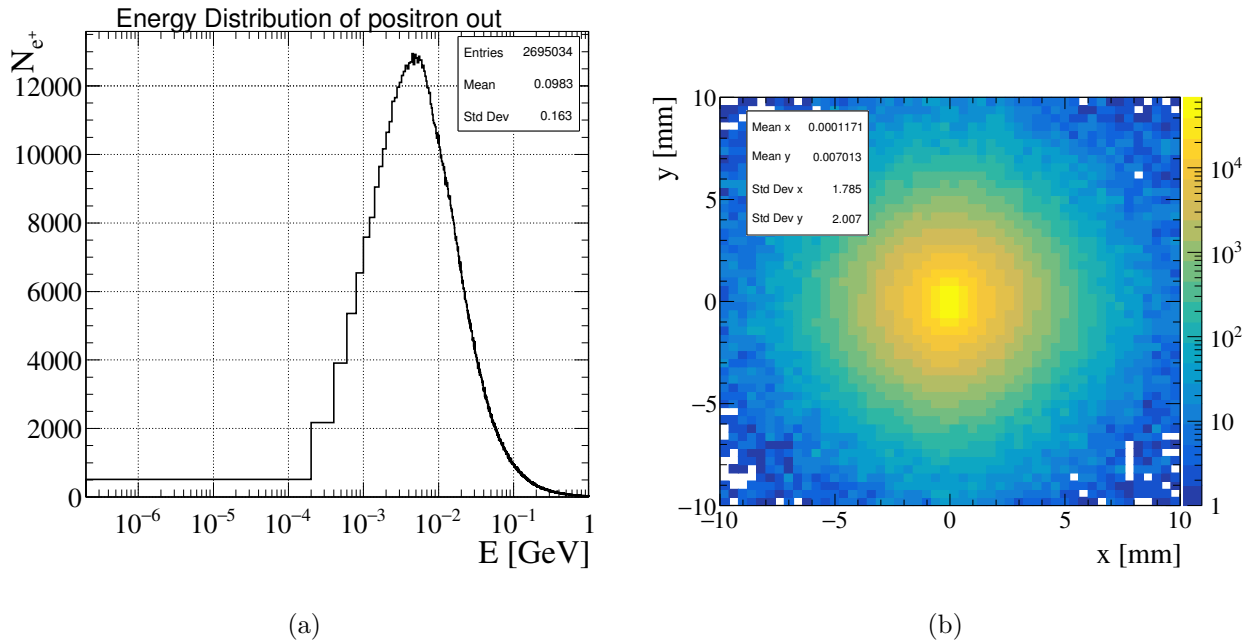 Energy Distribution of positron out
N_{e^+}
Entries 2695034
Mean 0.0983
Std Dev 0.163
12000
10000
8000
6000
4000
2000
0
10^{-6} 10^{-5} 10^{-4} 10^{-3} 10^{-2} 10^{-1} 1
E [GeV]
(a)
y [mm]
Mean x 0.0001171
Mean y 0.007013
Std Dev x 1.785
Std Dev y 2.007
10
5
0
−5
−10
−10 −5 0 5 10
x [mm]
10^4
10^3
10^2
10
1
(b)